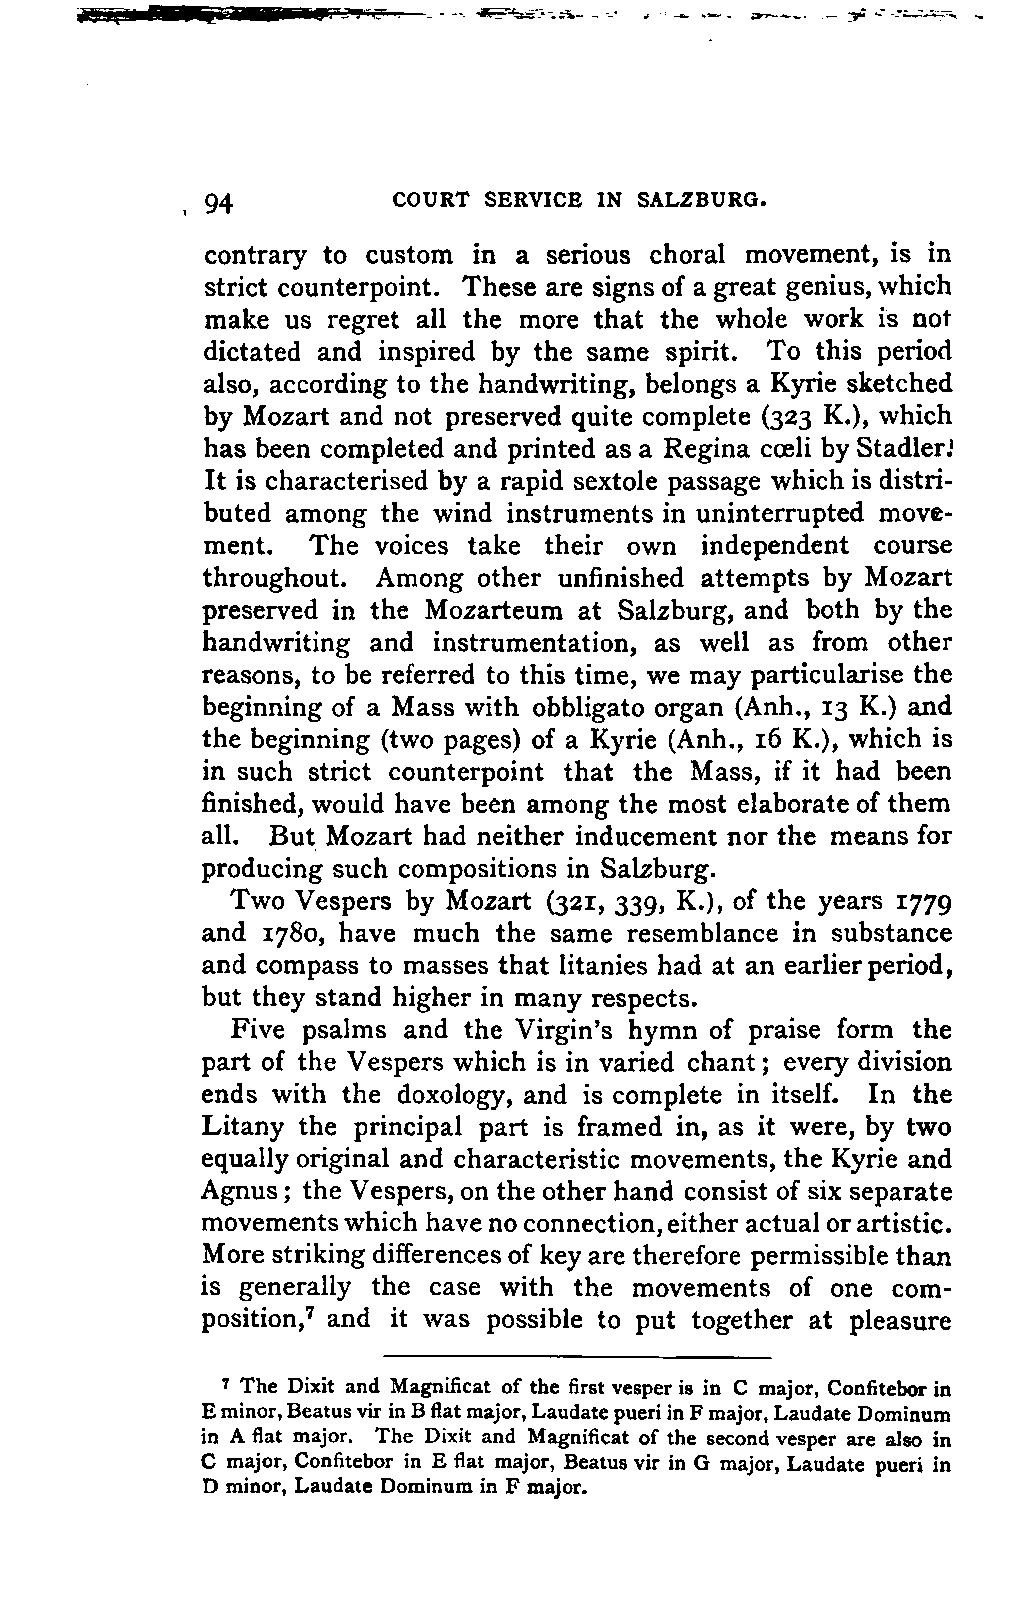 94 COURT SERVICE IN SALZBURG.
contrary to custom in a serious choral movement, is in
strict counterpoint. These are signs of a great genius, which
make us regret all the more that the whole work is not
dictated and inspired by the same spirit. To this period
also, according to the handwriting, belongs a Kyrie sketched
by Mozart and not preserved quite complete (323 K.), which
has been completed and printed as a Regina cœli by Stadler.
It is characterised by a rapid sextole passage which is distri-
buted among the wind instruments in uninterrupted move-
ment. The voices take their own independent course
throughout. Among other unfinished attempts by Mozart
preserved in the Mozarteum at Salzburg, and both by the
handwriting and instrumentation, as well as from other
reasons, to be referred to this time, we may particularise the
beginning of a Mass with obbligato organ (Anh., 13 K.) and
the beginning (two pages) of a Kyrie (Anh., 16 K.), which is
in such strict counterpoint that the Mass, if it had been
finished, would have been among the most elaborate of them
all. But Mozart had neither inducement nor the means for
producing such compositions in Salzburg.
Two Vespers by Mozart (321, 339, K.), of the years 1779
and 1780, have much the same resemblance in substance
and compass to masses that litanies had at an earlier period,
but they stand higher in many respects.
Five psalms and the Virgin's hymn of praise form the
part of the Vespers which is in varied chant; every division
ends with the doxology, and is complete in itself. In the
Litany the principal part is framed in, as it were, by two
equally original and characteristic movements, the Kyrie and
Agnus; the Vespers, on the other hand consist of six separate
movements which have no connection, either actual or artistic.
More striking differences of key are therefore permissible than
is generally the case with the movements of one com-
position,⁷ and it was possible to put together at pleasure
⁷ The Dixit and Magnificat of the first vesper is in C major, Confitebor in
E minor, Beatus vir in B flat major, Laudate pueri in F major, Laudate Dominum
in A flat major. The Dixit and Magnificat of the second vesper are also in
C major, Confitebor in E flat major, Beatus vir in G major, Laudate pueri in
D minor, Laudate Dominum in F major.